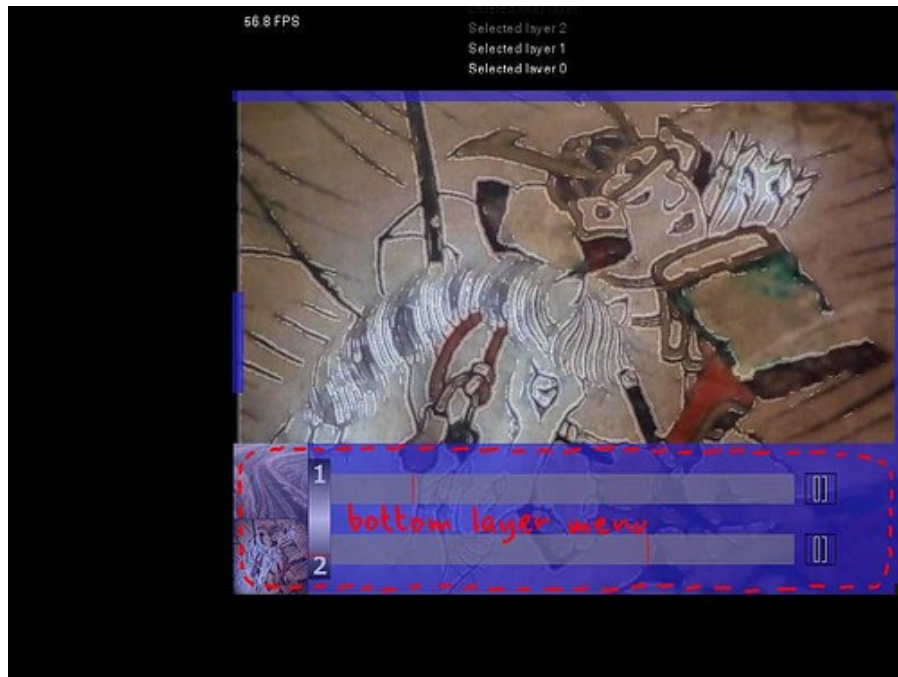 56.8 FPS
Selected layer 2
Selected layer 1
Selected layer 0
1
bottom layer menu
2